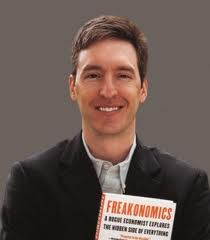 FREAKONOMICS
A ROGUE ECONOMIST EXPLORES
THE HIDDEN SIDE OF EVERYTHING